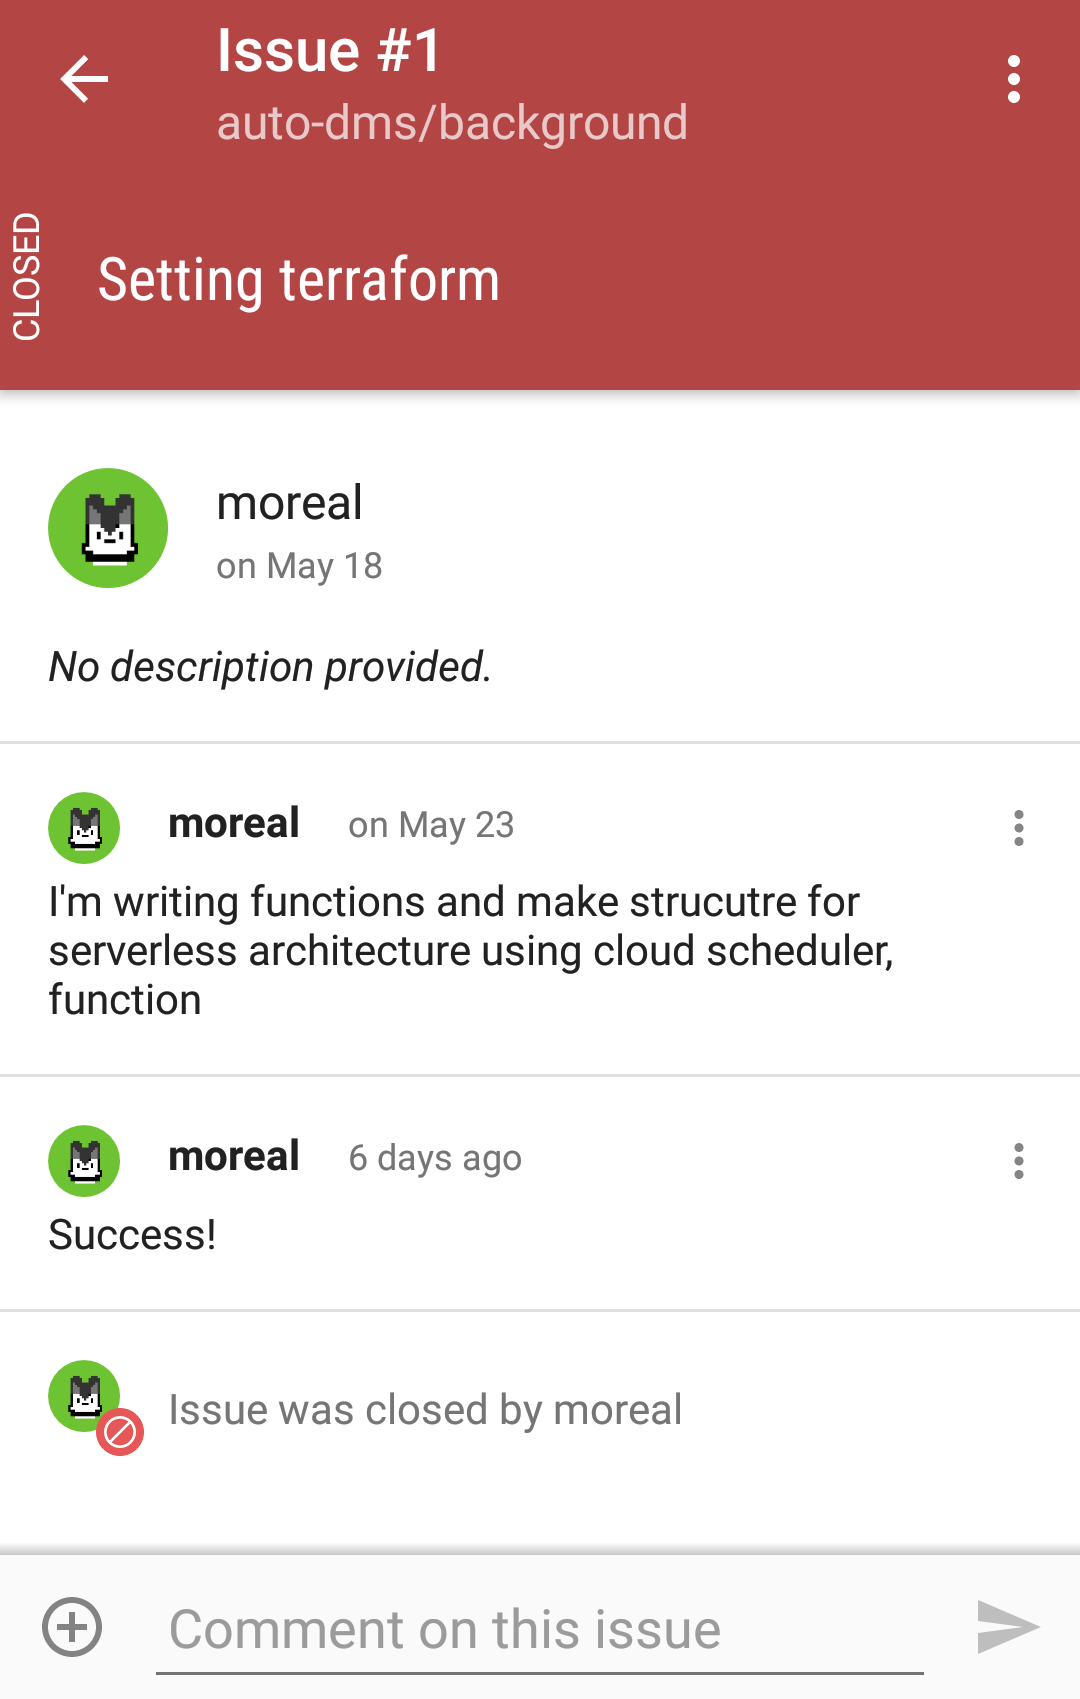 Issue #1
auto-dms/background
CLOSED
Setting terraform
moreal
on May 18
No description provided.
moreal on May 23
I'm writing functions and make strucutre for
serverless architecture using cloud scheduler,
function
moreal 6 days ago
Success!
Issue was closed by moreal
Comment on this issue